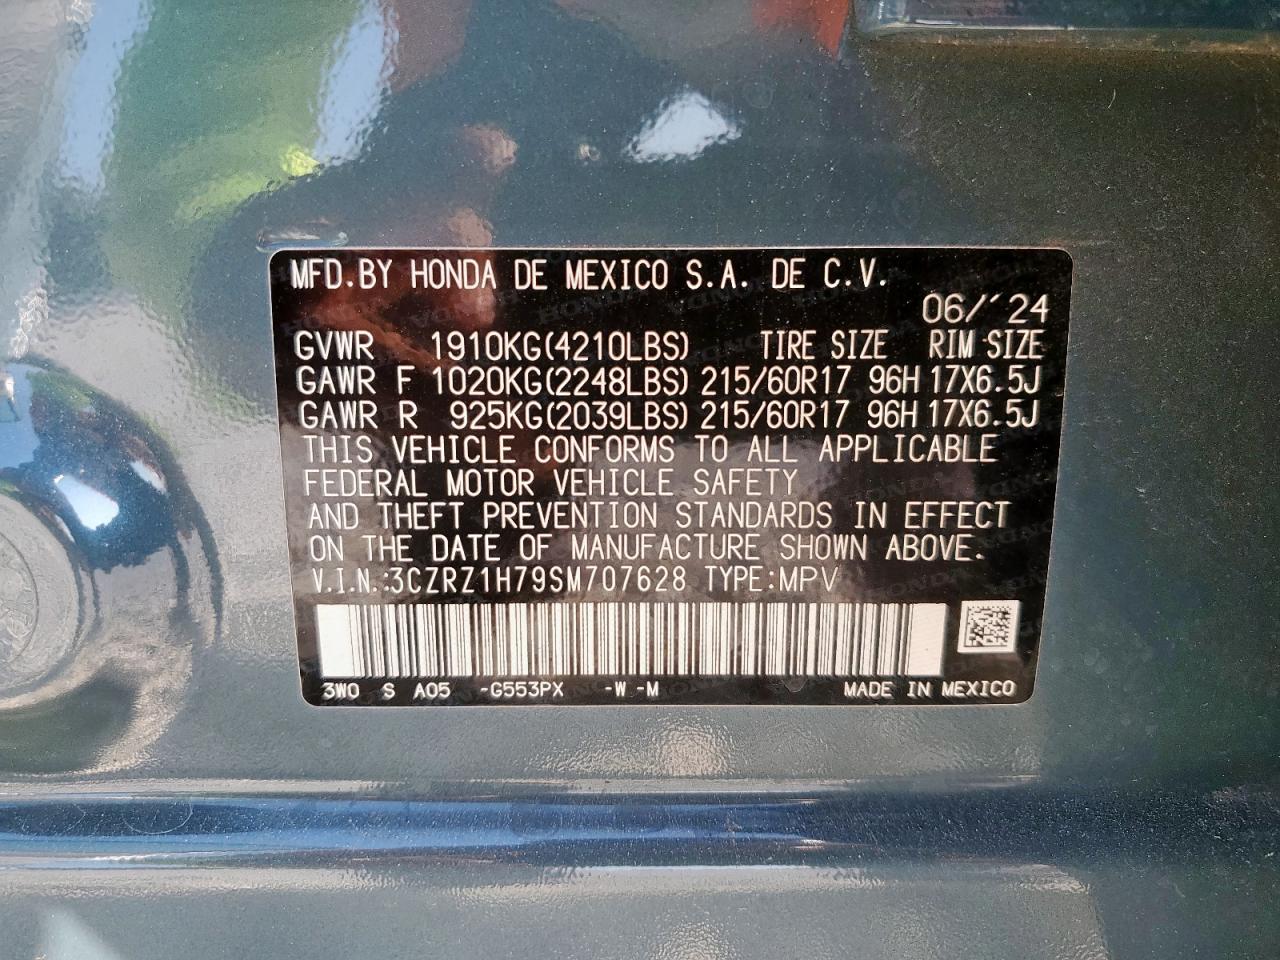 MFD.BY HONDA DE MEXICO S.A. DE C.V.
06/´24
GVWR 1910KG(4210LBS) TIRE SIZE RIM SIZE
GAWR F 1020KG(2248LBS) 215/60R17 96H 17X6.5J
GAWR R 925KG(2039LBS) 215/60R17 96H 17X6.5J
THIS VEHICLE CONFORMS TO ALL APPLICABLE
FEDERAL MOTOR VEHICLE SAFETY
AND THEFT PREVENTION STANDARDS IN EFFECT
ON THE DATE OF MANUFACTURE SHOWN ABOVE.
V.I.N.:3CZRZ1H79SM707628 TYPE:MPV
3W0 S A05 -G553PX -W -M MADE IN MEXICO